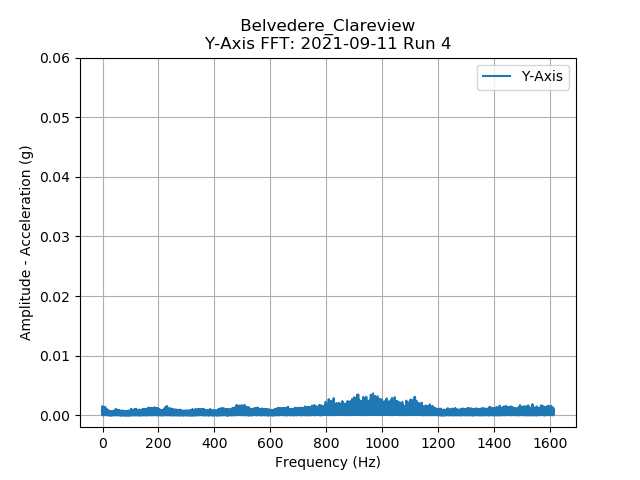 Belvedere_Clareview
Y-Axis FFT: 2021-09-11 Run 4
Y-Axis
0.06
0.05
0.04
0.03
0.02
0.01
0.00
Amplitude - Acceleration (g)
0 200 400 600 800 1000 1200 1400 1600
Frequency (Hz)